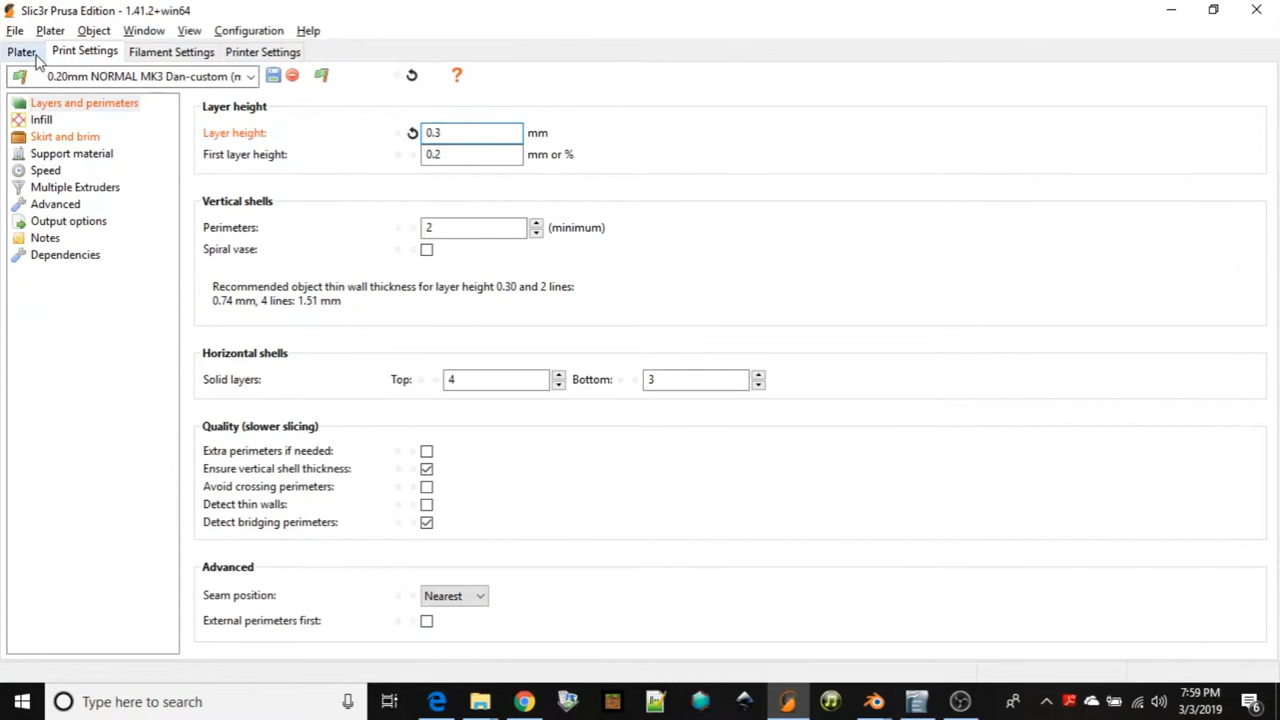 Slic3r Prusa Edition - 1.41.2+win64
File Plater Object Window View Configuration Help
Plater Print Settings Filament Settings Printer Settings
0.20mm NORMAL MK3 Dan-custom (n
?
Layers and perimeters
Infill
Skirt and brim
Support material
Speed
Multiple Extruders
Advanced
Output options
Notes
Dependencies
Layer height
Layer height: 0.3 mm
First layer height: 0.2 mm or %
Vertical shells
Perimeters: 2 (minimum)
Spiral vase:
Recommended object thin wall thickness for layer height 0.30 and 2 lines:
0.74 mm, 4 lines: 1.51 mm
Horizontal shells
Solid layers: Top: 4 Bottom: 3
Quality (slower slicing)
Extra perimeters if needed:
Ensure vertical shell thickness:
Avoid crossing perimeters:
Detect thin walls:
Detect bridging perimeters:
Advanced
Seam position: Nearest
External perimeters first:
Type here to search
7:59 PM
3/3/2019
6